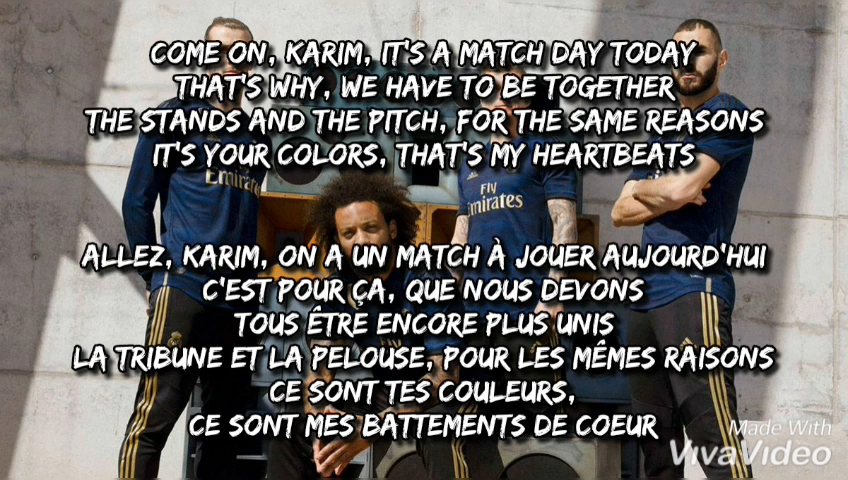 COME ON, KARIM, IT'S A MATCH DAY TODAY
THAT'S WHY, WE HAVE TO BE TOGETHER
THE STANDS AND THE PITCH, FOR THE SAME REASONS
IT'S YOUR COLORS, THAT'S MY HEARTBEATS
Emirates
Fly
Emirates
ALLEZ, KARIM, ON A UN MATCH À JOUER AUJOURD'HUI
C'EST POUR ÇA, QUE NOUS DEVONS
TOUS ÊTRE ENCORE PLUS UNIS
LA TRIBUNE ET LA PELOUSE, POUR LES MÊMES RAISONS
CE SONT TES COULEURS,
CE SONT MES BATTEMENTS DE COEUR
Made With
VivaVideo